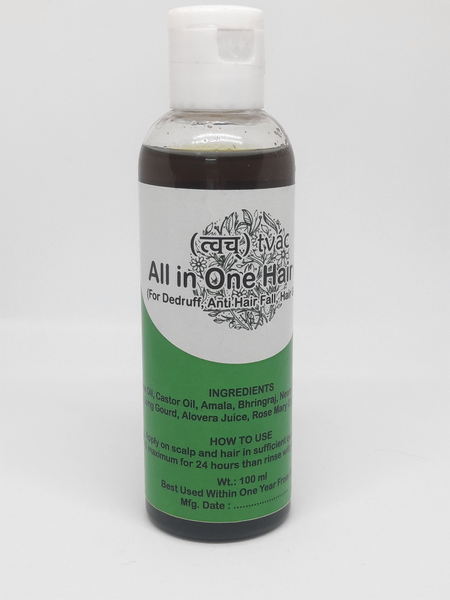 (त्वच) tvac
All in One Hair
(For Dedruff, Anti Hair Fall, Hair
INGREDIENTS
Oil, Castor Oil, Amala, Bhringraj,
Gourd, Alovera Juice, Rose Mary
HOW TO USE
Apply on scalp and hair in sufficient
maximum for 24 hours than rinse
Wt.: 100 ml
Best Used Within One Year From
Mfg. Date : ................